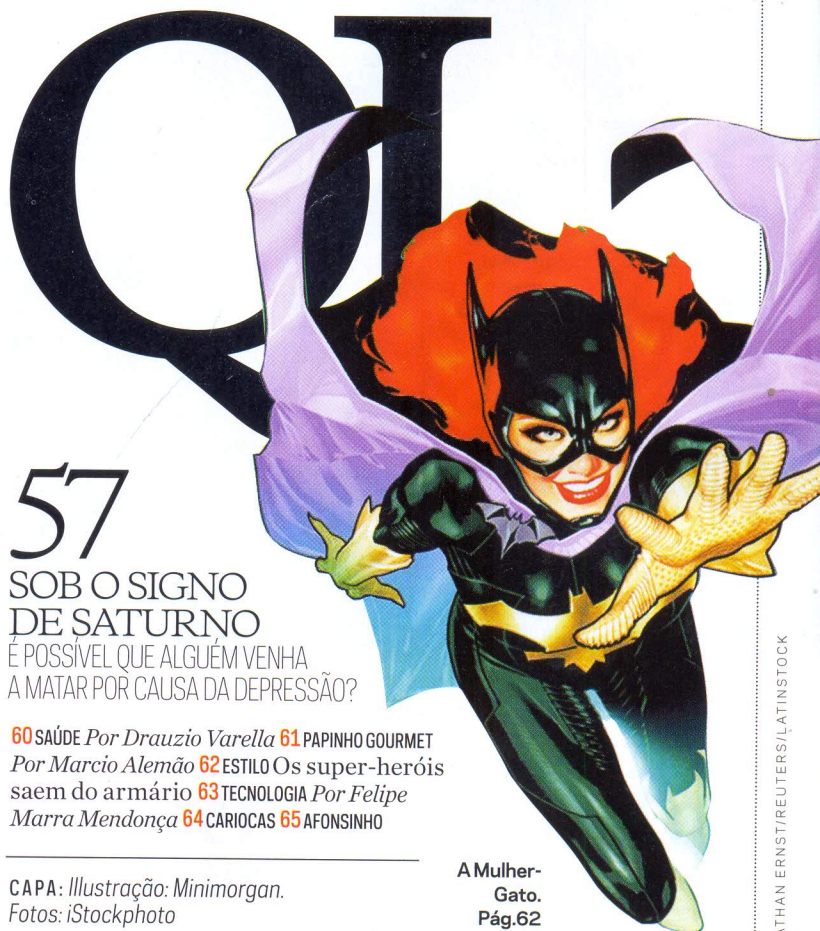 QI
57
SOB O SIGNO
DE SATURNO
É POSSÍVEL QUE ALGUÉM VENHA
A MATAR POR CAUSA DA DEPRESSÃO?
60 SAÚDE Por Drauzio Varella 61 PAPINHO GOURMET
Por Marcio Alemão 62 ESTILO Os super-heróis
saem do armário 63 TECNOLOGIA Por Felipe
Marra Mendonça 64 CARIOCAS 65 AFONSINHO
CAPA: Illustração: Minimorgan.
Fotos: iStockphoto
A Mulher-
Gato.
Pág.62
ERNST/REUTERS/LATINSTOCK